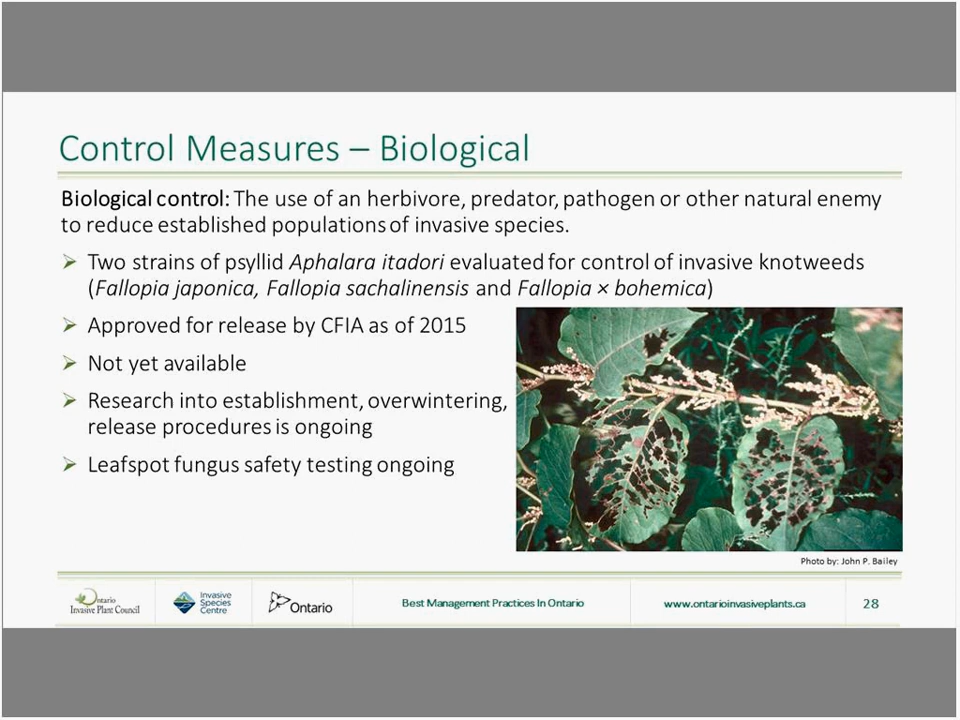 Control Measures – Biological
Biological control: The use of an herbivore, predator, pathogen or other natural enemy
to reduce established populations of invasive species.
➢ Two strains of psyllid Aphalara itadori evaluated for control of invasive knotweeds
(Fallopia japonica, Fallopia sachalinensis and Fallopia × bohemica)
➢ Approved for release by CFIA as of 2015
➢ Not yet available
➢ Research into establishment, overwintering,
release procedures is ongoing
➢ Leafspot fungus safety testing ongoing
Photo by: John P. Bailey
Ontario
Invasive Plant Council
Invasive
Species
Centre
Ontario
Best Management Practices In Ontario
www.ontarioinvasiveplants.ca
28